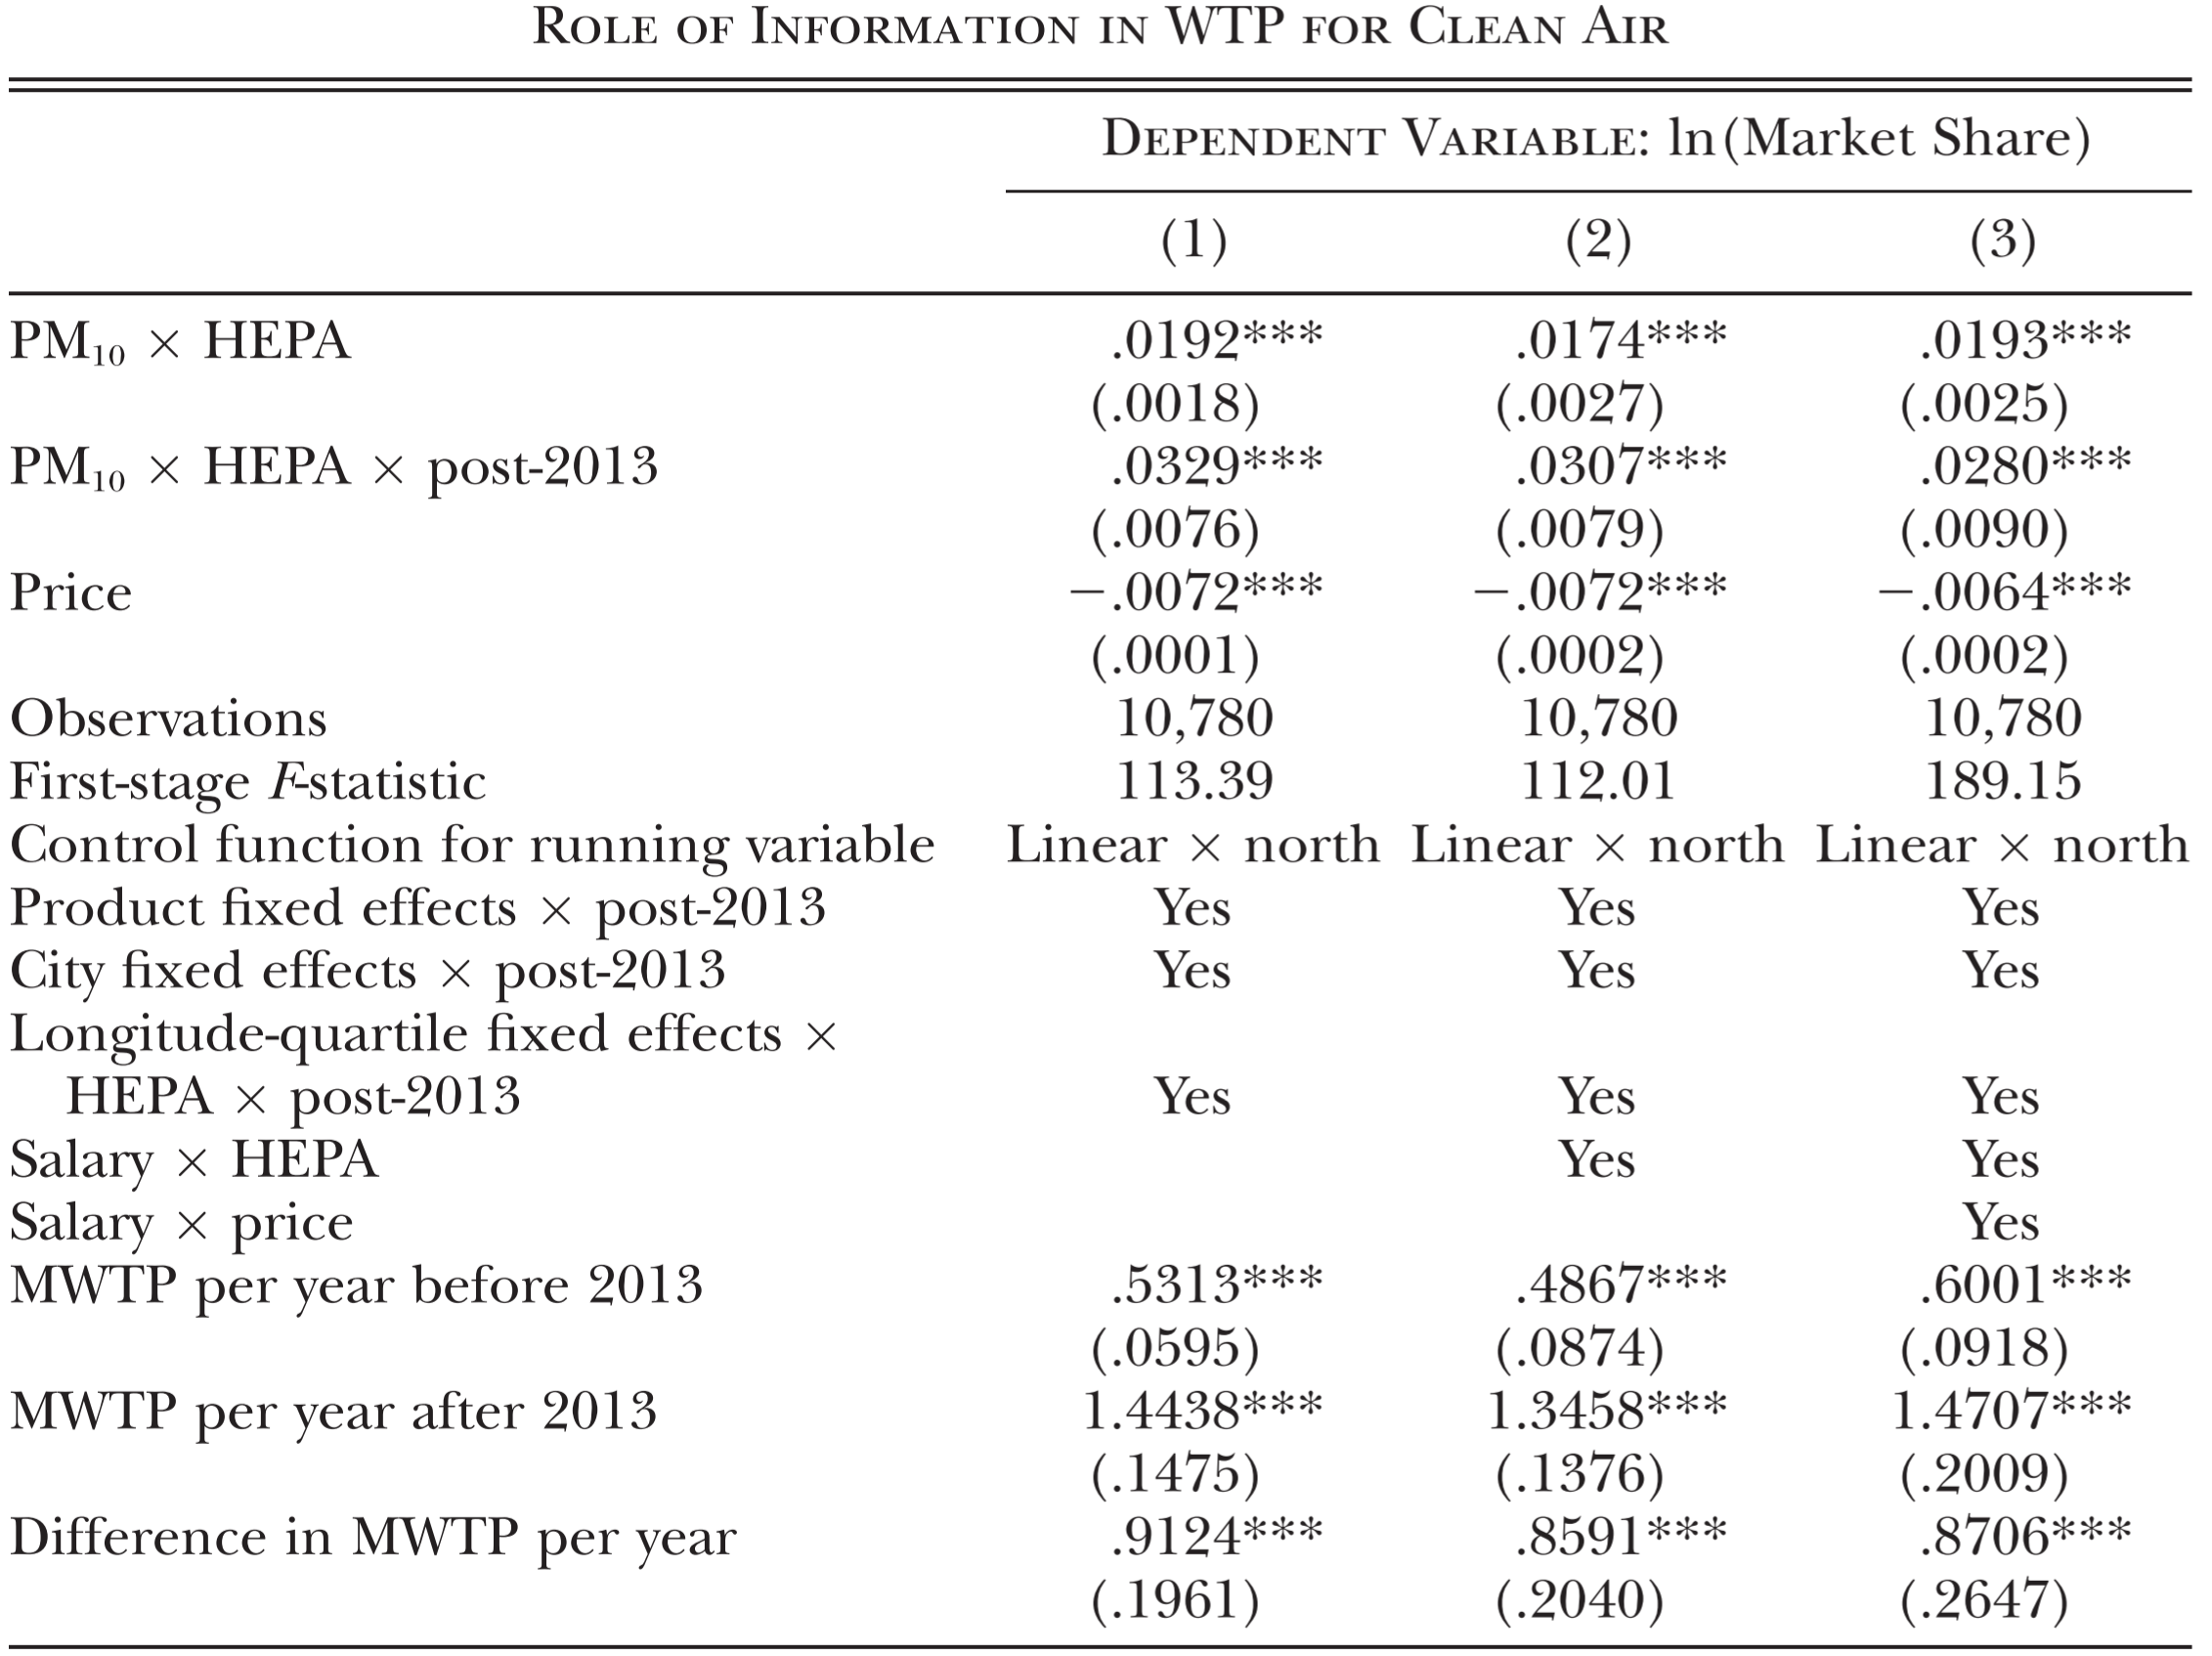 ROLE OF INFORMATION IN WTP FOR CLEAN AIR
DEPENDENT VARIABLE: ln(Market Share)
(1) (2) (3)
PM₁₀ × HEPA .0192*** .0174*** .0193***
(.0018) (.0027) (.0025)
PM₁₀ × HEPA × post-2013 .0329*** .0307*** .0280***
(.0076) (.0079) (.0090)
Price −.0072*** −.0072*** −.0064***
(.0001) (.0002) (.0002)
Observations 10,780 10,780 10,780
First-stage F-statistic 113.39 112.01 189.15
Control function for running variable Linear × north Linear × north Linear × north
Product fixed effects × post-2013 Yes Yes Yes
City fixed effects × post-2013 Yes Yes Yes
Longitude-quartile fixed effects ×
HEPA × post-2013 Yes Yes Yes
Salary × HEPA Yes Yes
Salary × price Yes
MWTP per year before 2013 .5313*** .4867*** .6001***
(.0595) (.0874) (.0918)
MWTP per year after 2013 1.4438*** 1.3458*** 1.4707***
(.1475) (.1376) (.2009)
Difference in MWTP per year .9124*** .8591*** .8706***
(.1961) (.2040) (.2647)